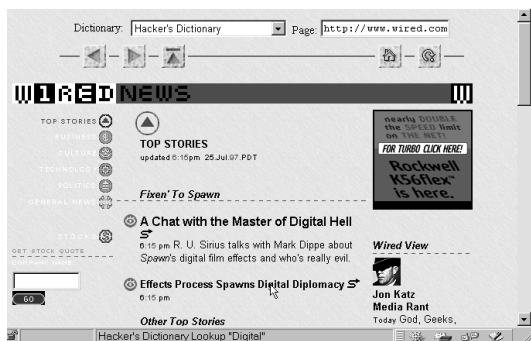 Dictionary: Hacker's Dictionary Page: http://www.wired.com
WIRED NEWS
TOP STORIES
BUSINESS
CULTURE
TECHNOLOGY
POLITICS
GENERAL NEWS
STOCKS
GET STOCK QUOTE
COMPANY NAME
GO
TOP STORIES
updated 6:15pm 25.Jul.97.PDT
Fixen' To Spawn
A Chat with the Master of Digital Hell
6:15 pm R. U. Sirius talks with Mark Dippe about
Spawn's digital film effects and who's really evil.
Effects Process Spawns Digital Diplomacy
6:15 pm
Other Top Stories
nearly DOUBLE
the SPEED limit
on THE NET!
FOR TURBO CLICK HERE!
Rockwell
K56flex™
is here.
Wired View
Jon Katz
Media Rant
Today God, Geeks,
Hacker's Dictionary Lookup "Digital"